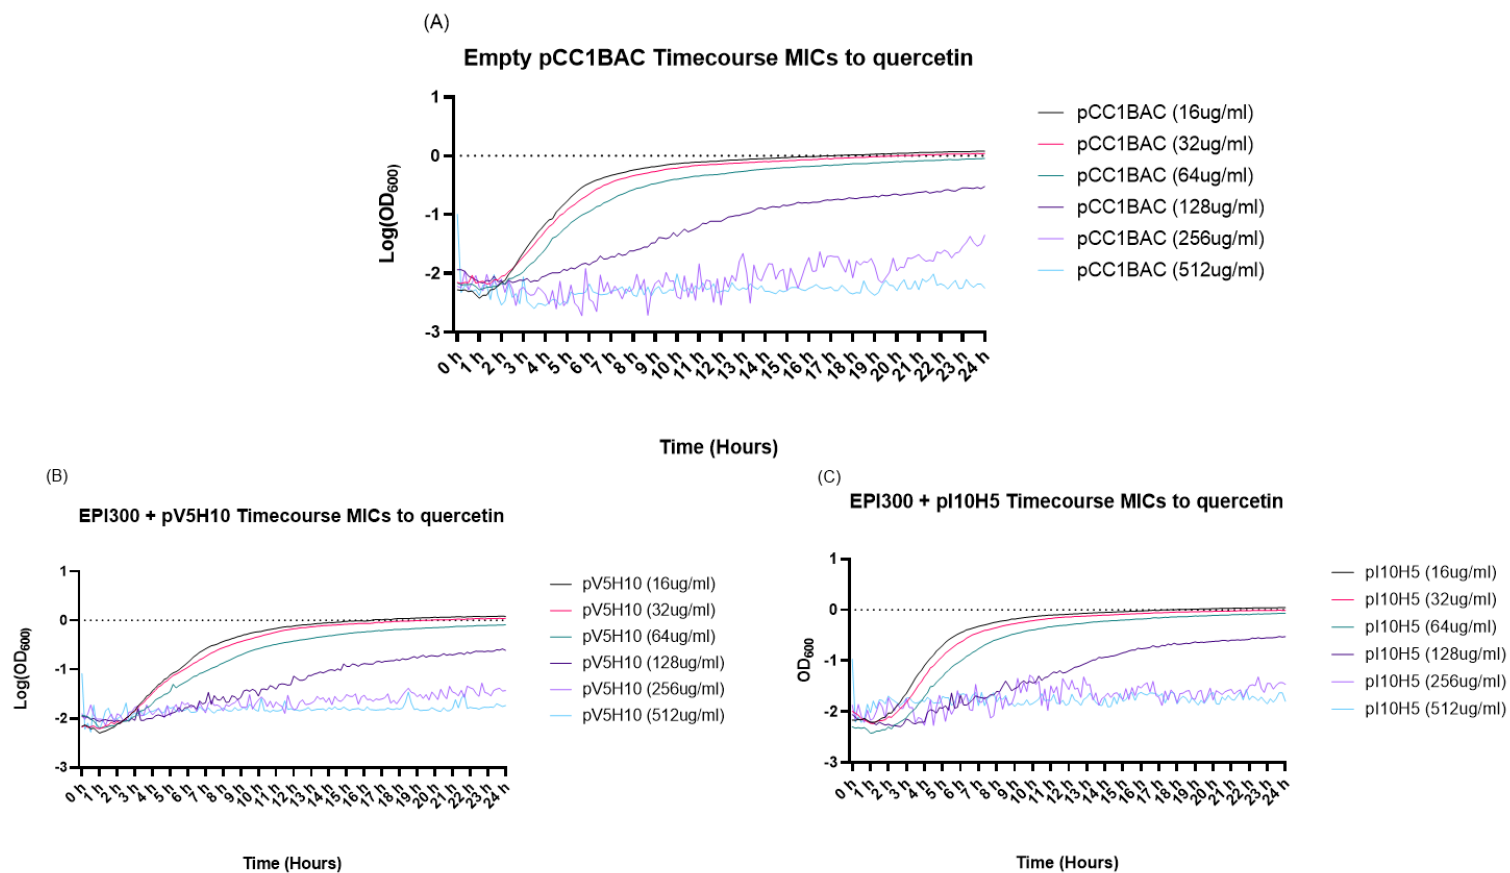 (A)
Empty pCC1BAC Timecourse MICs to quercetin
Log(OD600)
1
0
-1
-2
-3
0 h 1 h 2 h 3 h 4 h 5 h 6 h 7 h 8 h 9 h 10 h 11 h 12 h 13 h 14 h 15 h 16 h 17 h 18 h 19 h 20 h 21 h 22 h 23 h 24 h
Time (Hours)
pCC1BAC (16ug/ml)
pCC1BAC (32ug/ml)
pCC1BAC (64ug/ml)
pCC1BAC (128ug/ml)
pCC1BAC (256ug/ml)
pCC1BAC (512ug/ml)
(B)
EPI300 + pV5H10 Timecourse MICs to quercetin
Log(OD600)
1
0
-1
-2
-3
0 h 1 h 2 h 3 h 4 h 5 h 6 h 7 h 8 h 9 h 10 h 11 h 12 h 13 h 14 h 15 h 16 h 17 h 18 h 19 h 20 h 21 h 22 h 23 h 24 h
Time (Hours)
pV5H10 (16ug/ml)
pV5H10 (32ug/ml)
pV5H10 (64ug/ml)
pV5H10 (128ug/ml)
pV5H10 (256ug/ml)
pV5H10 (512ug/ml)
(C)
EPI300 + pI10H5 Timecourse MICs to quercetin
OD600
1
0
-1
-2
-3
0 h 1 h 2 h 3 h 4 h 5 h 6 h 7 h 8 h 9 h 10 h 11 h 12 h 13 h 14 h 15 h 16 h 17 h 18 h 19 h 20 h 21 h 22 h 23 h 24 h
Time (Hours)
pI10H5 (16ug/ml)
pI10H5 (32ug/ml)
pI10H5 (64ug/ml)
pI10H5 (128ug/ml)
pI10H5 (256ug/ml)
pI10H5 (512ug/ml)